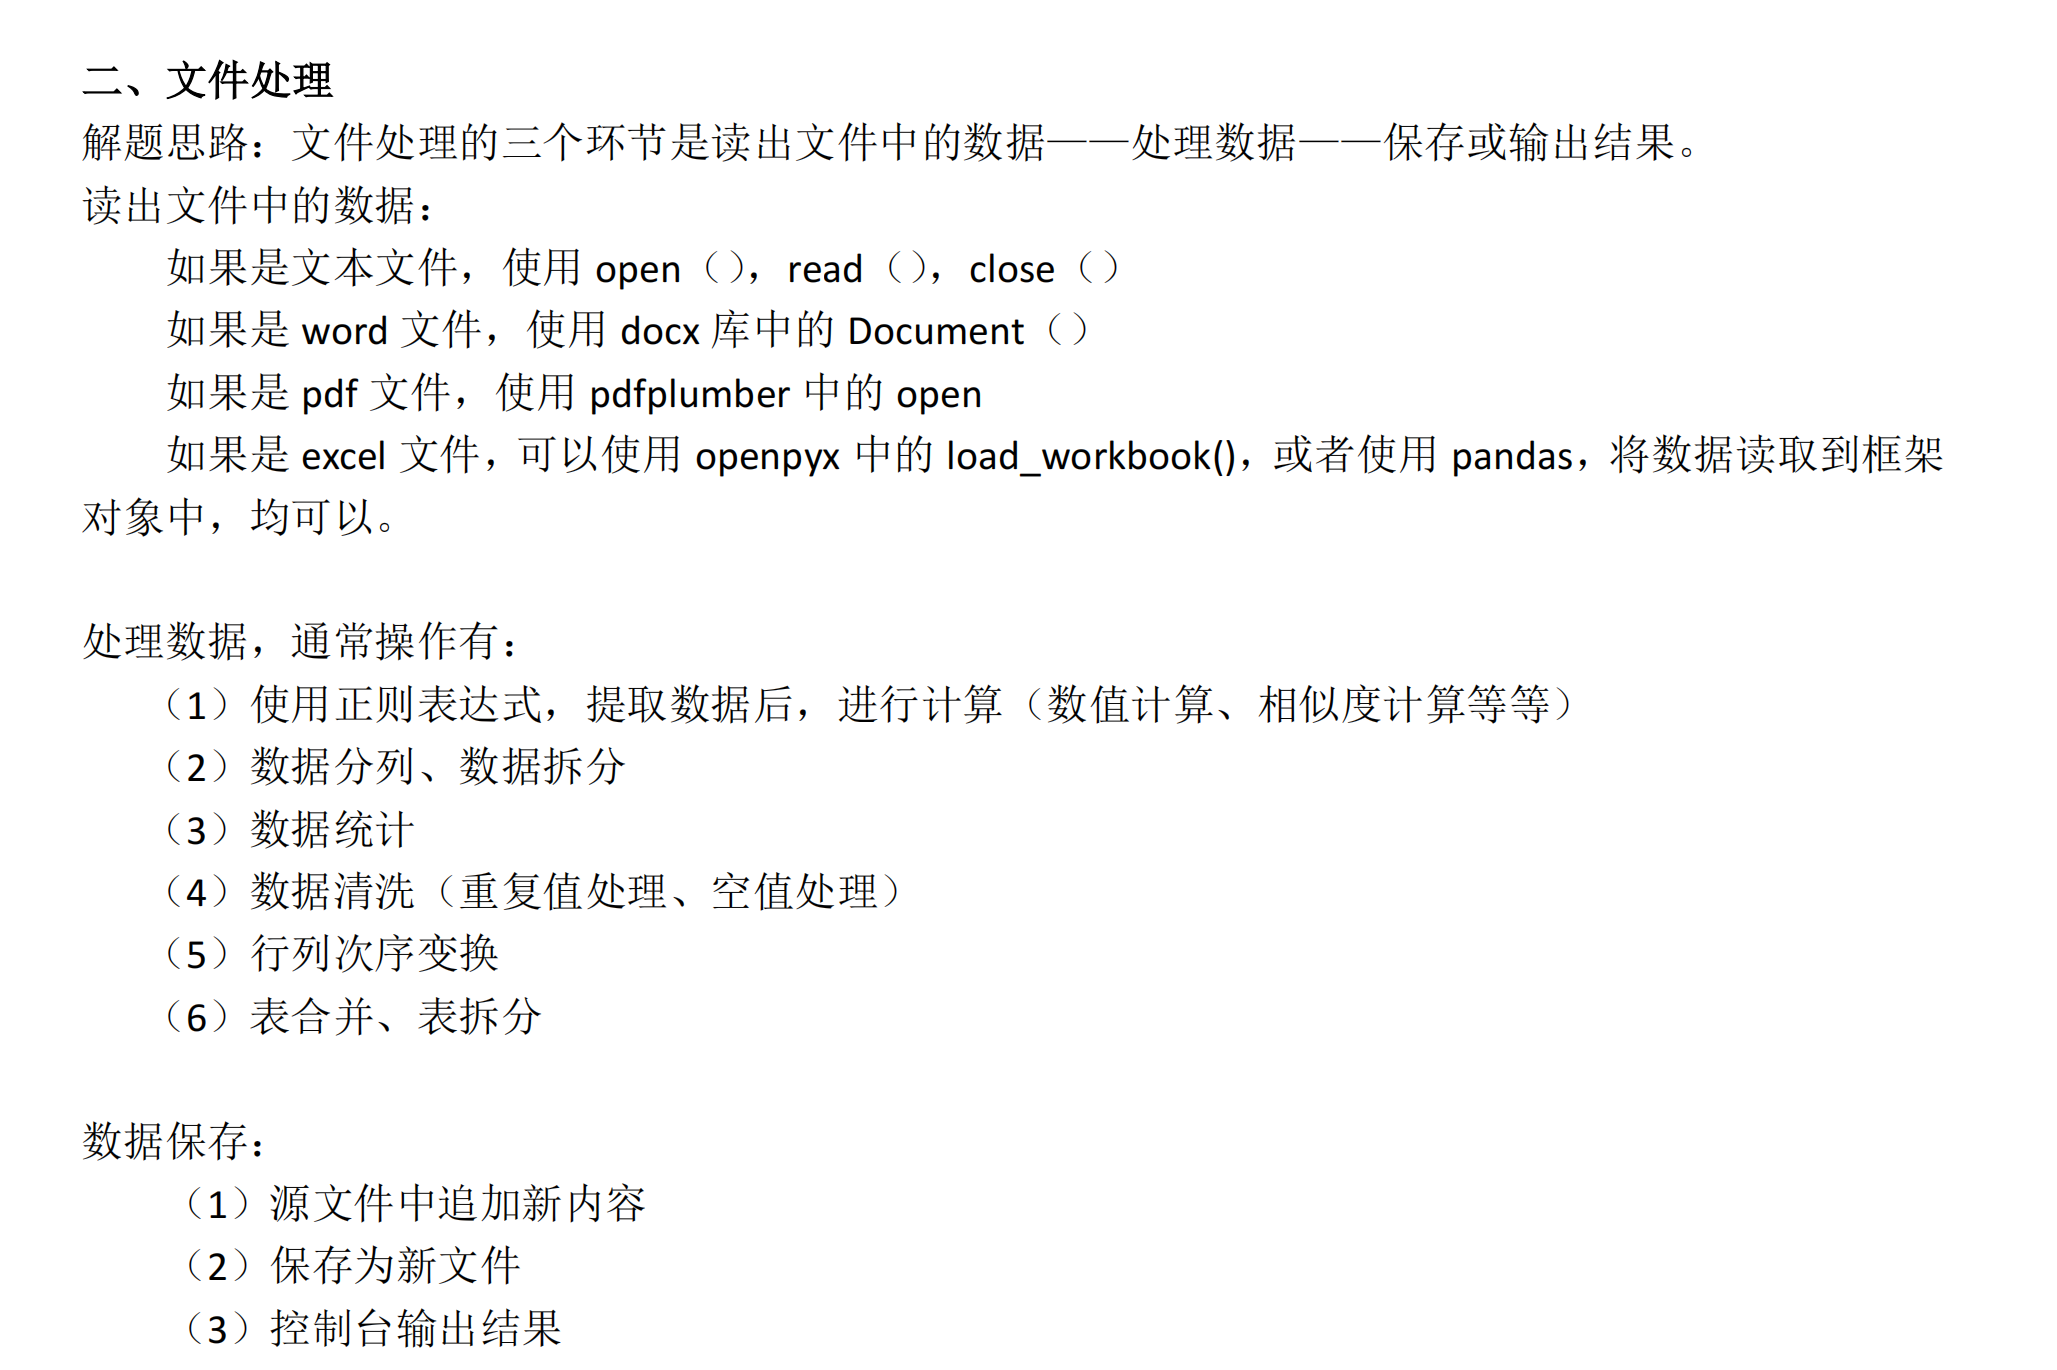 二、文件处理
解题思路：文件处理的三个环节是读出文件中的数据——处理数据——保存或输出结果。
读出文件中的数据：
如果是文本文件，使用 open（），read（），close（）
如果是 word 文件，使用 docx 库中的 Document（）
如果是 pdf 文件，使用 pdfplumber 中的 open
如果是 excel 文件，可以使用 openpyx 中的 load_workbook()，或者使用 pandas，将数据读取到框架
对象中，均可以。
处理数据，通常操作有：
（1）使用正则表达式，提取数据后，进行计算（数值计算、相似度计算等等）
（2）数据分列、数据拆分
（3）数据统计
（4）数据清洗（重复值处理、空值处理）
（5）行列次序变换
（6）表合并、表拆分
数据保存：
（1）源文件中追加新内容
（2）保存为新文件
（3）控制台输出结果